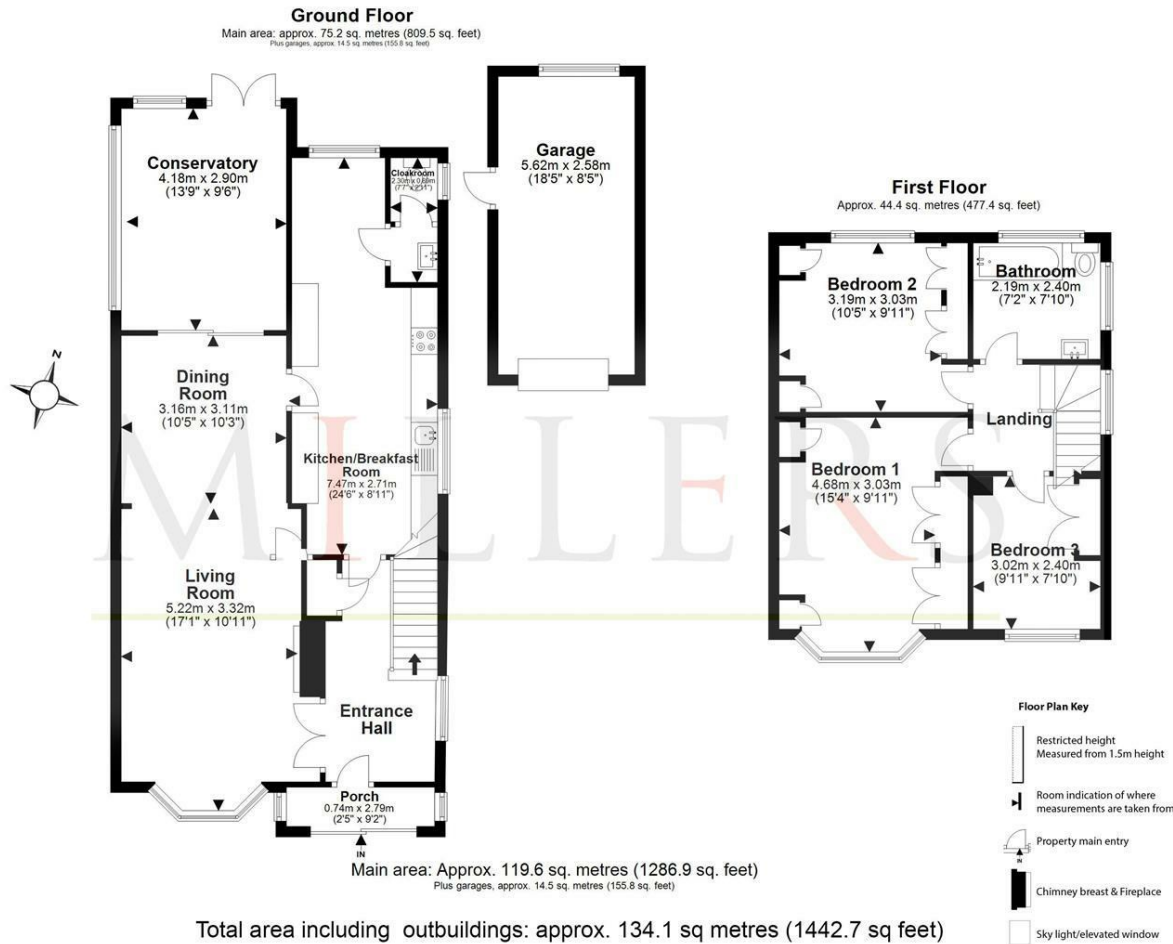 Ground Floor
Main area: approx. 75.2 sq. metres (809.5 sq. feet)
Plus garages, approx. 14.5 sq. metres (155.8 sq. feet)
Conservatory
4.18m x 2.90m
(13'9" x 9'6")
Cloakroom
2.30m x 0.89m
(7'7" x 2'11")
Garage
5.62m x 2.58m
(18'5" x 8'5")
First Floor
Approx. 44.4 sq. metres (477.4 sq. feet)
Bedroom 2
3.19m x 3.03m
(10'5" x 9'11")
Bathroom
2.19m x 2.40m
(7'2" x 7'10")
N
Dining
Room
3.16m x 3.11m
(10'5" x 10'3")
Landing
MILLERS
Kitchen/Breakfast
Room
7.47m x 2.71m
(24'6" x 8'11")
Bedroom 1
4.68m x 3.03m
(15'4" x 9'11")
Bedroom 3
3.02m x 2.40m
(9'11" x 7'10")
Living
Room
5.22m x 3.32m
(17'1" x 10'11")
Entrance
Hall
Porch
0.74m x 2.79m
(2'5" x 9'2")
IN
Floor Plan Key
Restricted height
Measured from 1.5m height
Room indication of where
measurements are taken from
Property main entry
IN
Chimney breast & Fireplace
Sky light/elevated window
Main area: Approx. 119.6 sq. metres (1286.9 sq. feet)
Plus garages, approx. 14.5 sq. metres (155.8 sq. feet)
Total area including outbuildings: approx. 134.1 sq metres (1442.7 sq feet)